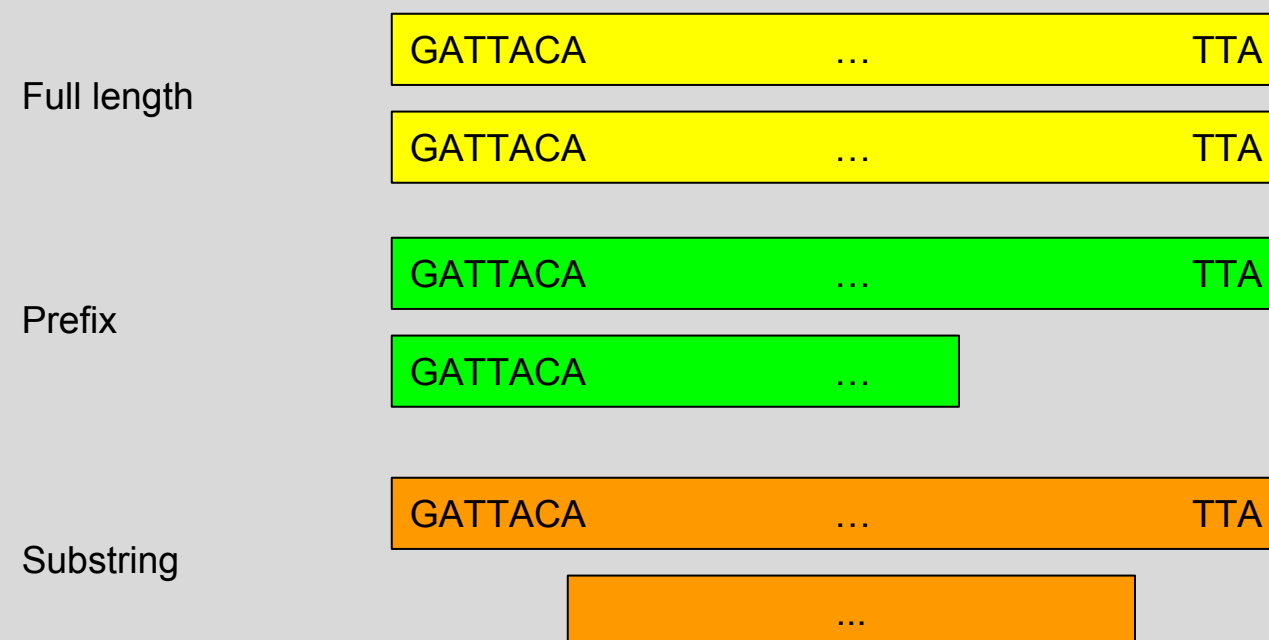 GATTACA … TTA
Full length
GATTACA … TTA
GATTACA … TTA
Prefix
GATTACA …
GATTACA … TTA
Substring
...